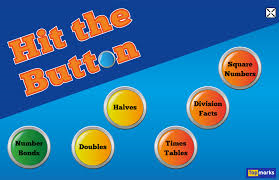 Hit the
Button
Square
Numbers
Halves
Division
Facts
Number
Bonds
Doubles
Times
Tables
Topmarks